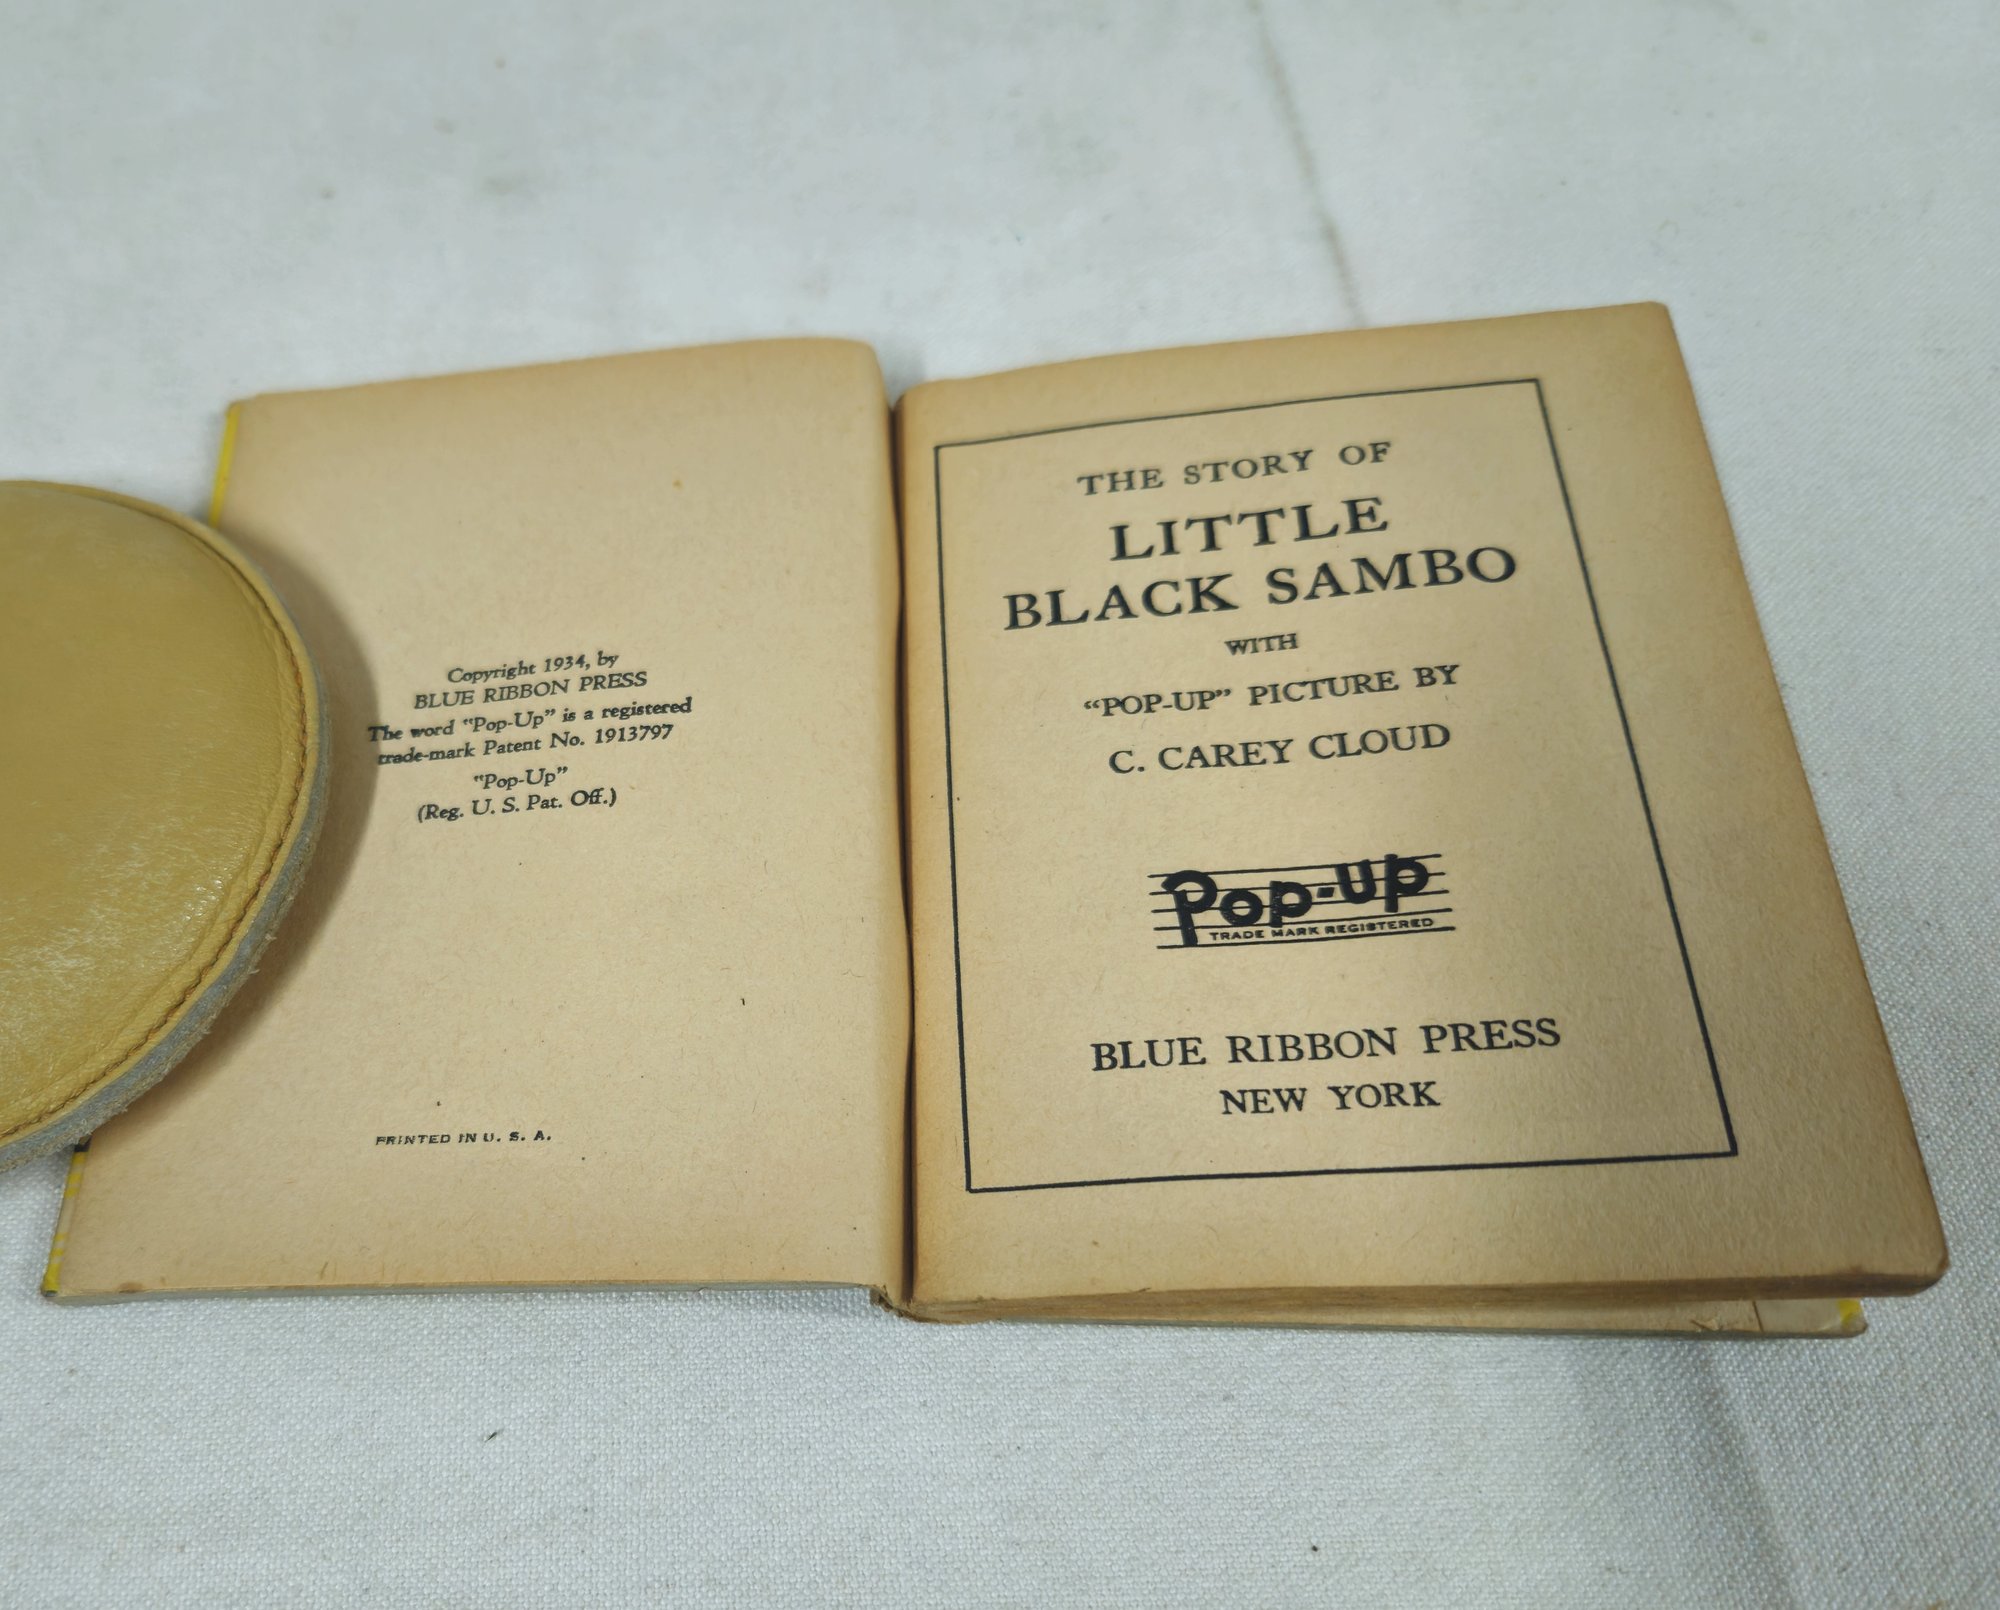 Copyright 1934, by
BLUE RIBBON PRESS
The word "Pop-Up" is a registered
trade-mark Patent No. 1913797
"Pop-Up"
(Reg. U. S. Pat. Off.)
PRINTED IN U. S. A.
THE STORY OF
LITTLE
BLACK SAMBO
WITH
"POP-UP" PICTURE BY
C. CAREY CLOUD
Pop-up
TRADE MARK REGISTERED
BLUE RIBBON PRESS
NEW YORK